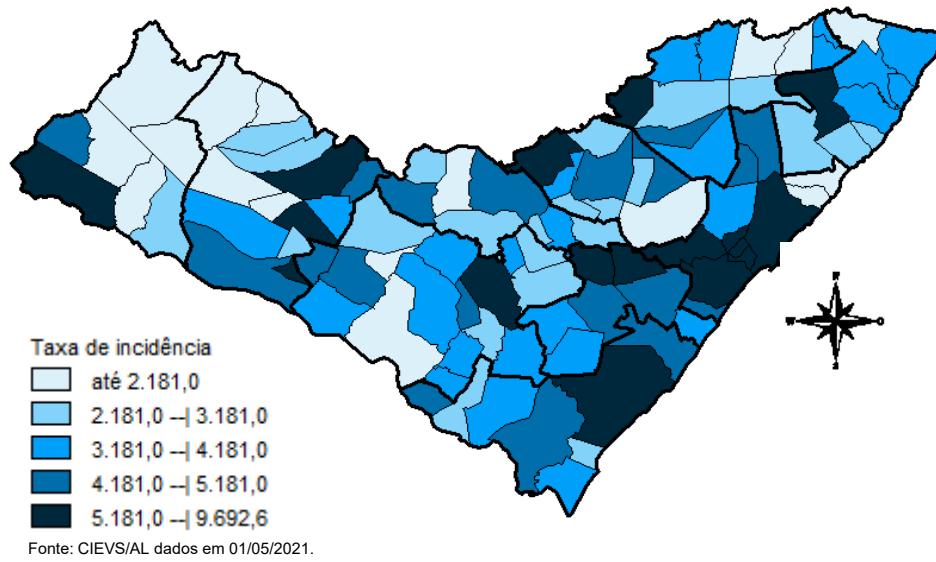 N
W
O
S
Taxa de incidência
até 2.181,0
2.181,0 --| 3.181,0
3.181,0 --| 4.181,0
4.181,0 --| 5.181,0
5.181,0 --| 9.692,6
Fonte: CIEVS/AL dados em 01/05/2021.